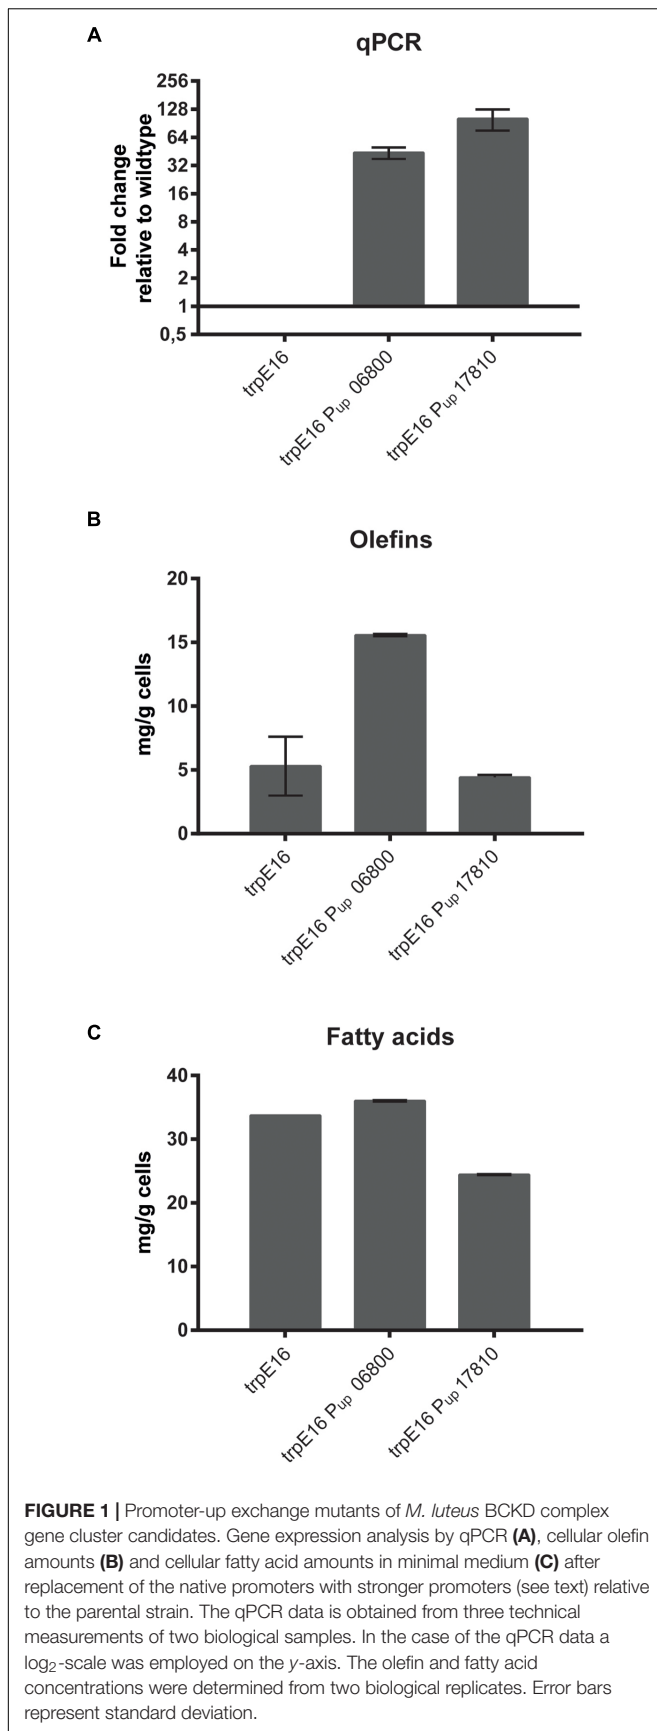 A
qPCR
Fold change
relative to wildtype
256
128
64
32
16
8
4
2
1
0,5
trpE16
trpE16 Pup 06800
trpE16 Pup 17810
B
Olefins
mg/g cells
20
15
10
5
0
trpE16
trpE16 Pup 06800
trpE16 Pup 17810
C
Fatty acids
mg/g cells
40
30
20
10
0
trpE16
trpE16 Pup 06800
trpE16 Pup 17810
FIGURE 1 | Promoter-up exchange mutants of M. luteus BCKD complex
gene cluster candidates. Gene expression analysis by qPCR (A), cellular olefin
amounts (B) and cellular fatty acid amounts in minimal medium (C) after
replacement of the native promoters with stronger promoters (see text) relative
to the parental strain. The qPCR data is obtained from three technical
measurements of two biological samples. In the case of the qPCR data a
log2-scale was employed on the y-axis. The olefin and fatty acid
concentrations were determined from two biological replicates. Error bars
represent standard deviation.